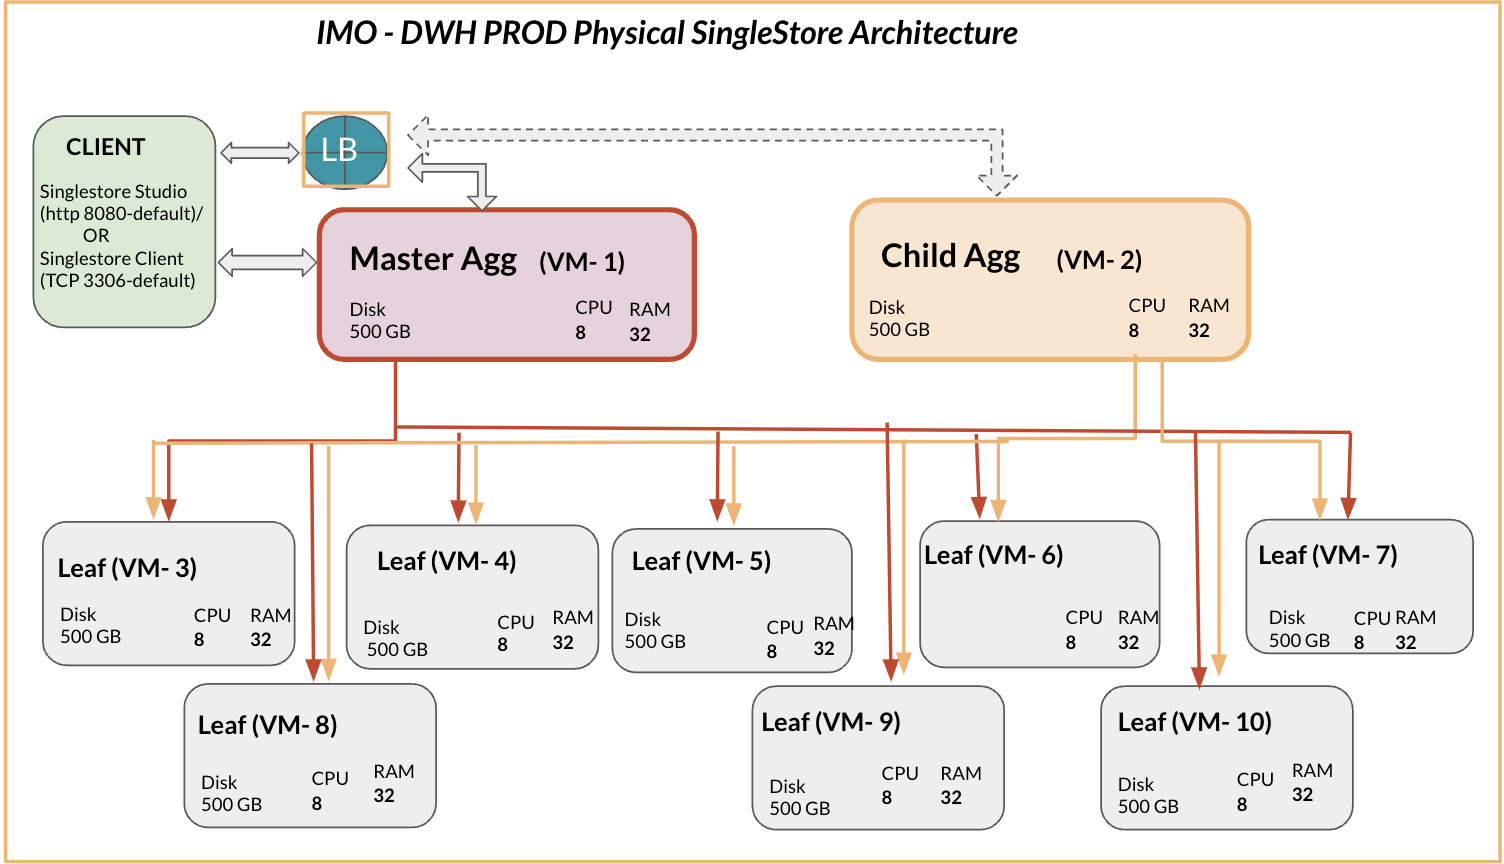 IMO - DWH PROD Physical SingleStore Architecture
CLIENT
Singlestore Studio
(http 8080-default)/
OR
Singlestore Client
(TCP 3306-default)
LB
Master Agg (VM- 1)
Disk
500 GB
CPU
8
RAM
32
Child Agg (VM- 2)
Disk
500 GB
CPU
8
RAM
32
Leaf (VM- 3)
Disk
500 GB
CPU
8
RAM
32
Leaf (VM- 4)
Disk
500 GB
CPU
8
RAM
32
Leaf (VM- 5)
Disk
500 GB
CPU
8
RAM
32
Leaf (VM- 6)
CPU
8
RAM
32
Leaf (VM- 7)
Disk
500 GB
CPU
8
RAM
32
Leaf (VM- 8)
Disk
500 GB
CPU
8
RAM
32
Leaf (VM- 9)
Disk
500 GB
CPU
8
RAM
32
Leaf (VM- 10)
Disk
500 GB
CPU
8
RAM
32